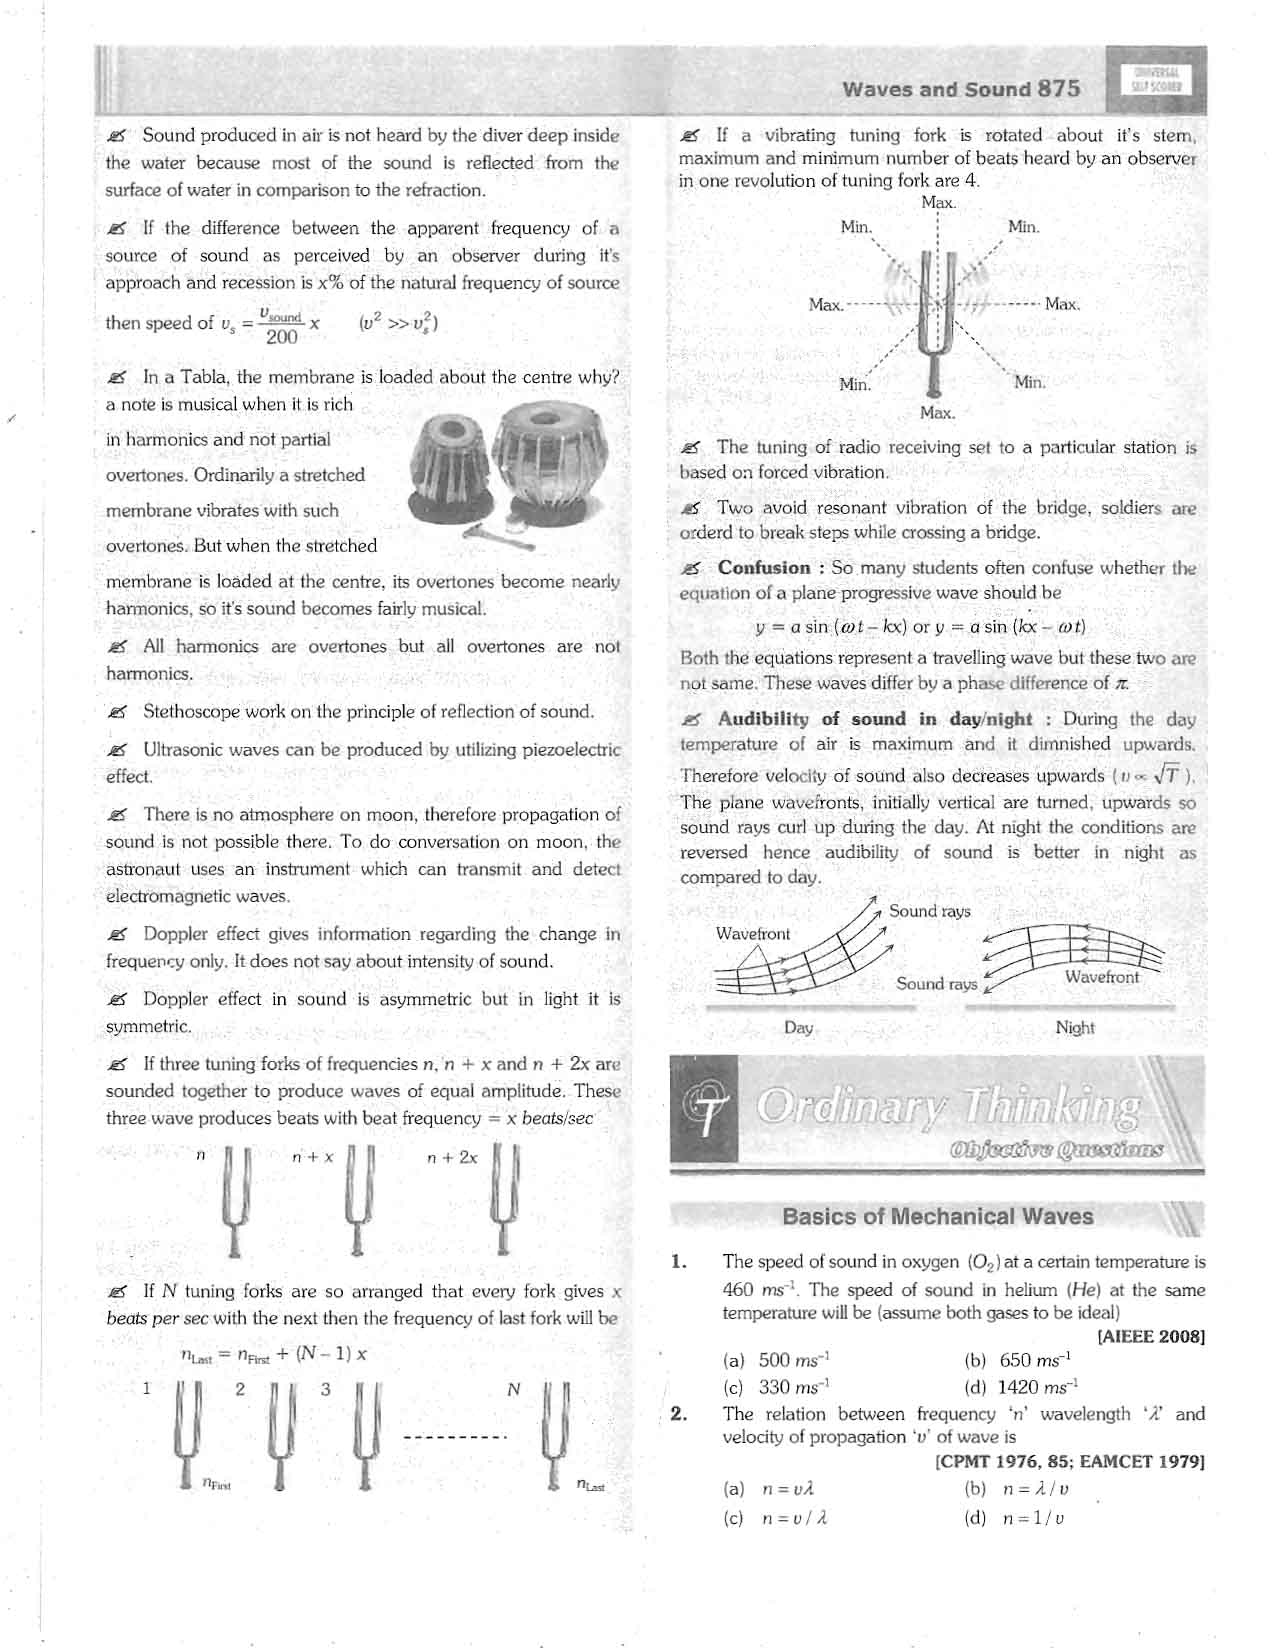 Waves and Sound 875
UNIVERSAL
SELF SCORER
Sound produced in air is not heard by the diver deep inside
the water because most of the sound is reflected from the
surface of water in comparison to the refraction.
If the difference between the apparent frequency of a
source of sound as perceived by an observer during it's
approach and recession is x% of the natural frequency of source
then speed of υₛ = υ_sound/200 x (υ² >> υₛ²)
In a Tabla, the membrane is loaded about the centre why?
a note is musical when it is rich
in harmonics and not partial
overtones. Ordinarily a stretched
membrane vibrates with such
overtones. But when the stretched
membrane is loaded at the centre, its overtones become nearly
harmonics, so it's sound becomes fairly musical.
All harmonics are overtones but all overtones are not
harmonics.
Stethoscope work on the principle of reflection of sound.
Ultrasonic waves can be produced by utilizing piezoelectric
effect.
There is no atmosphere on moon, therefore propagation of
sound is not possible there. To do conversation on moon, the
astronaut uses an instrument which can transmit and detect
electromagnetic waves.
Doppler effect gives information regarding the change in
frequency only. It does not say about intensity of sound.
Doppler effect in sound is asymmetric but in light it is
symmetric.
If three tuning forks of frequencies n, n + x and n + 2x are
sounded together to produce waves of equal amplitude. These
three wave produces beats with beat frequency = x beats/sec
n n + x n + 2x
If N tuning forks are so arranged that every fork gives x
beats per sec with the next then the frequency of last fork will be
n_Last = n_First + (N – 1) x
1 2 3 N
n_First n_Last
If a vibrating tuning fork is rotated about it's stem,
maximum and minimum number of beats heard by an observer
in one revolution of tuning fork are 4.
Max.
Min. Min.
Max. Max.
Min. Min.
Max.
The tuning of radio receiving set to a particular station is
based on forced vibration.
Two avoid resonant vibration of the bridge, soldiers are
orderd to break steps while crossing a bridge.
Confusion : So many students often confuse whether the
equation of a plane progressive wave should be
y = a sin (ωt – kx) or y = a sin (kx – ωt)
Both the equations represent a travelling wave but these two are
not same. These waves differ by a phase difference of π.
Audibility of sound in day/night : During the day
temperature of air is maximum and it dimnished upwards.
Therefore velocity of sound also decreases upwards (υ ∝ √T).
The plane wavefronts, initially vertical are turned, upwards so
sound rays curl up during the day. At night the conditions are
reversed hence audibility of sound is better in night as
compared to day.
Sound rays
Wavefront
Sound rays
Wavefront
Day Night
T Ordinary Thinking
Objective Questions
Basics of Mechanical Waves
1. The speed of sound in oxygen (O₂) at a certain temperature is
460 ms⁻¹. The speed of sound in helium (He) at the same
temperature will be (assume both gases to be ideal)
[AIEEE 2008]
(a) 500 ms⁻¹ (b) 650 ms⁻¹
(c) 330 ms⁻¹ (d) 1420 ms⁻¹
2. The relation between frequency ‘n’ wavelength ‘λ’ and
velocity of propagation ‘υ’ of wave is
[CPMT 1976, 85; EAMCET 1979]
(a) n = υλ (b) n = λ / υ
(c) n = υ / λ (d) n = 1/ υ